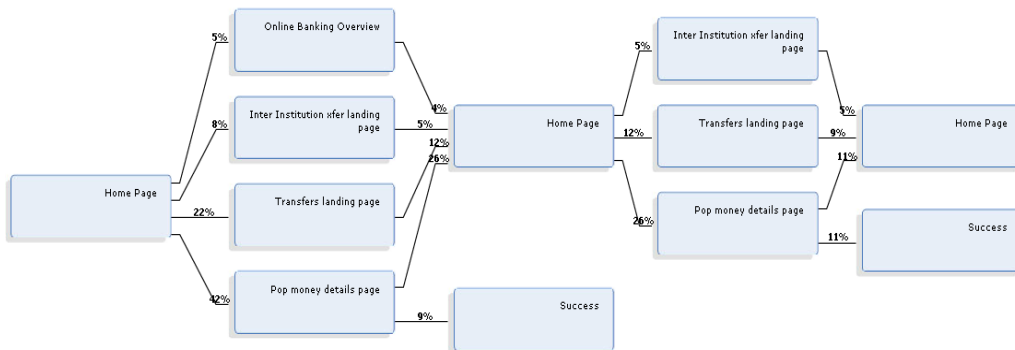 Home Page
5%
8%
22%
42%
Online Banking Overview
Inter Institution xfer landing
page
Transfers landing page
Pop money details page
4%
5%
12%
26%
9%
Home Page
Success
5%
12%
26%
Inter Institution xfer landing
page
Transfers landing page
Pop money details page
5%
9%
11%
11%
Home Page
Success